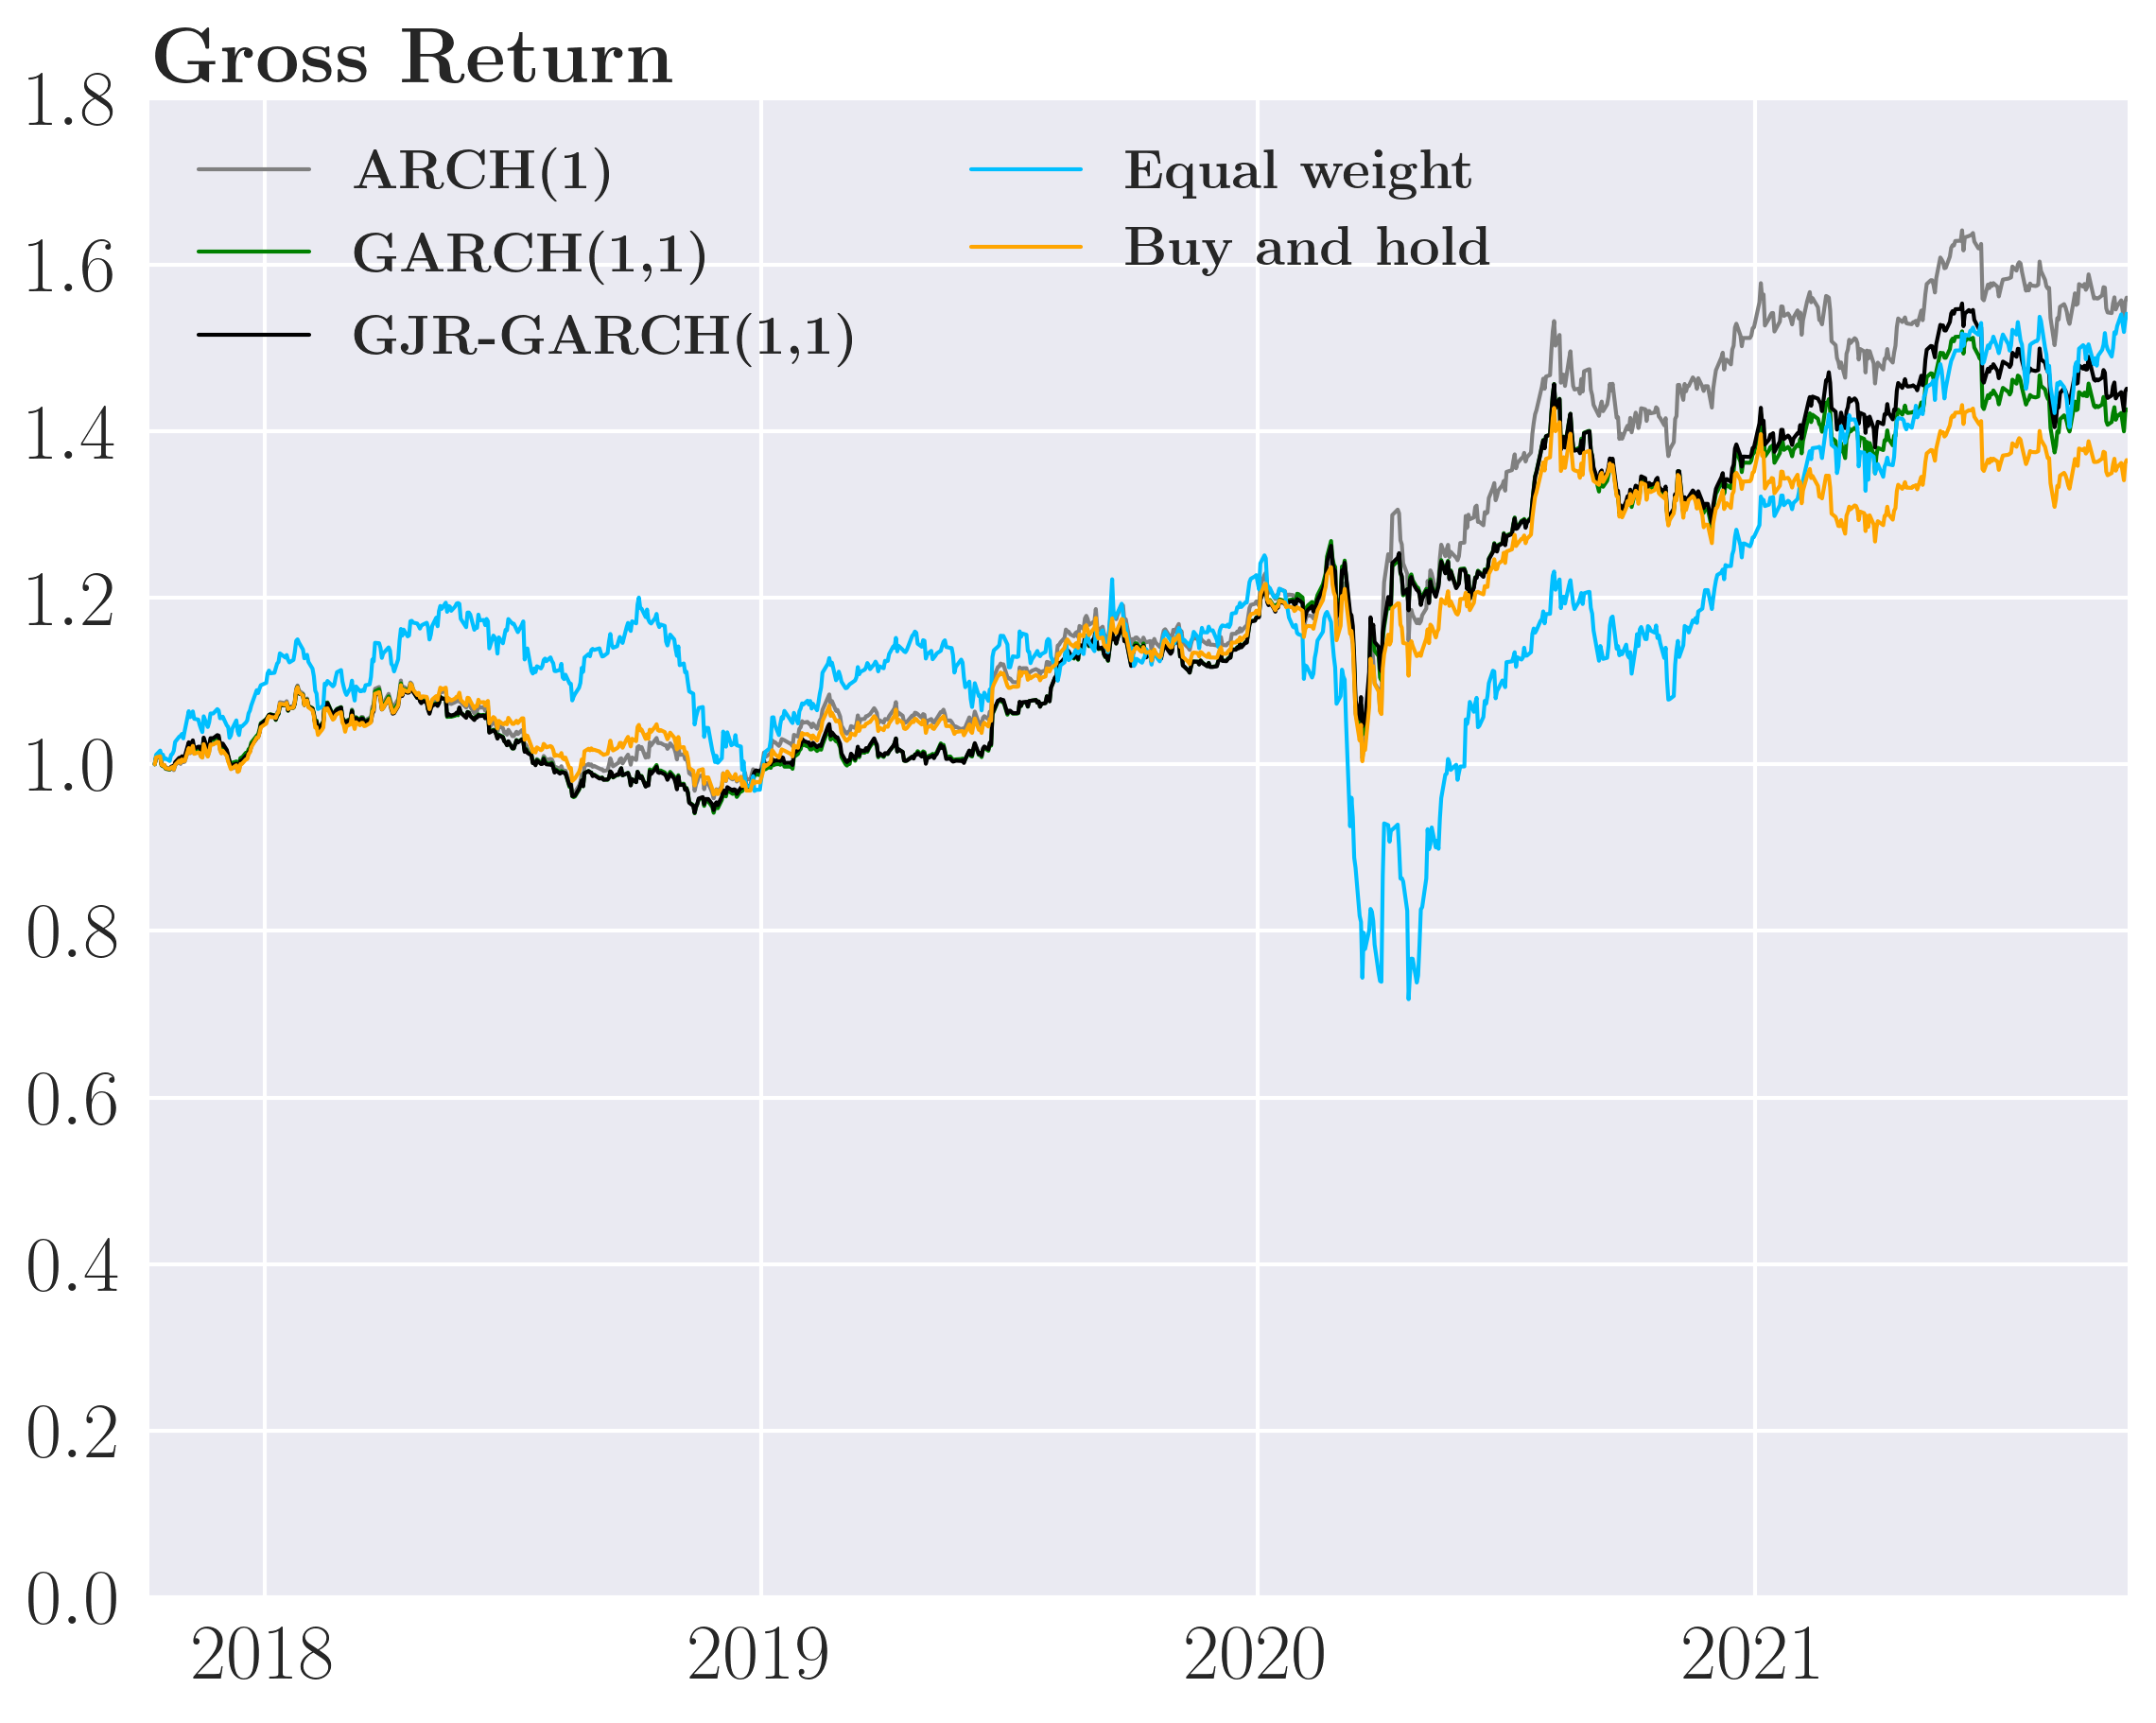 Gross Return
1.8
1.6
1.4
1.2
1.0
0.8
0.6
0.4
0.2
0.0
ARCH(1)
GARCH(1,1)
GJR-GARCH(1,1)
Equal weight
Buy and hold
2018 2019 2020 2021